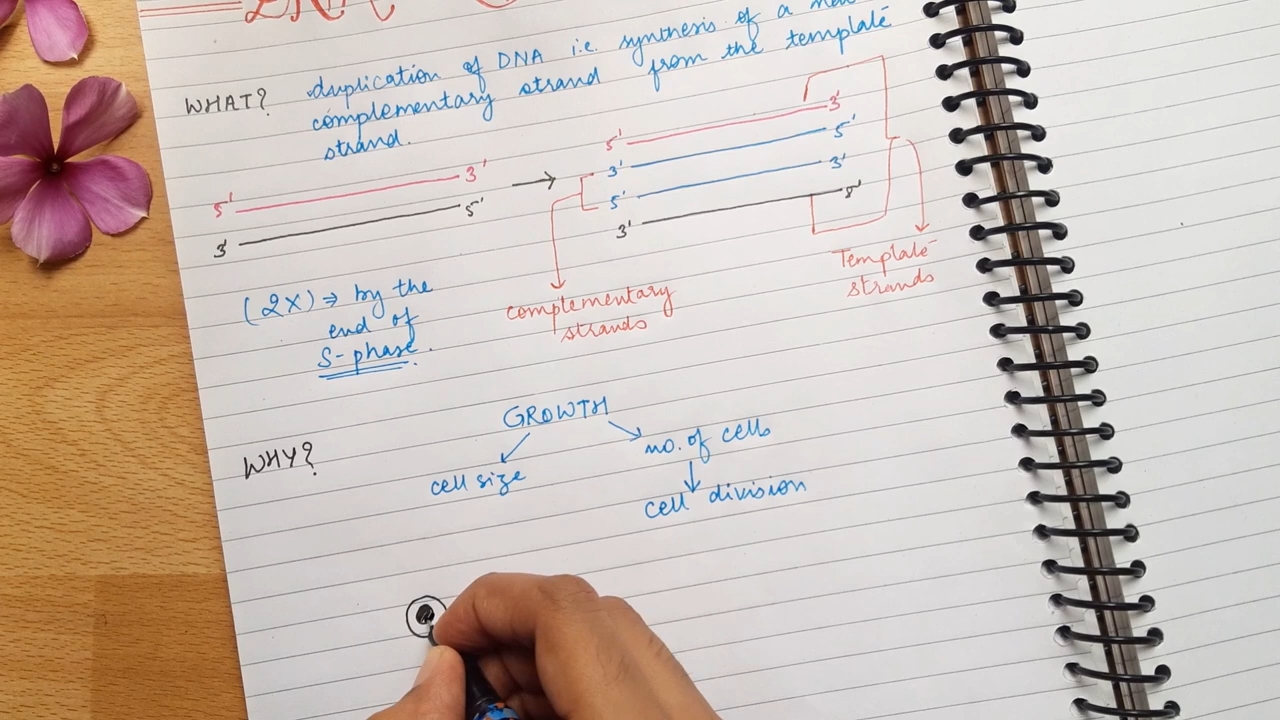 DNA
WHAT? duplication of DNA i.e. synthesis of a new
complementary strand from the template
strand.
5' 3'
3' 5'
→
5' 3'
3' 5'
5' 3'
3' 5'
complementary
strands
Template
strands
(2X) ⇒ by the
end of
S-phase.
WHY?
GROWTH
cell size
no. of cells
cell division